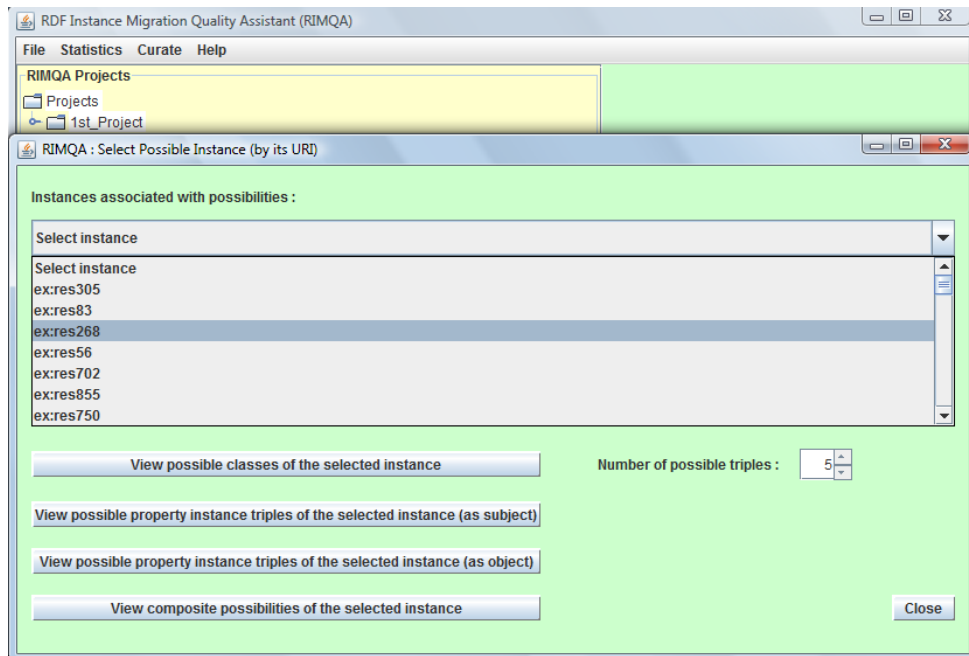 RDF Instance Migration Quality Assistant (RIMQA)
File Statistics Curate Help
RIMQA Projects
Projects
1st_Project
RIMQA : Select Possible Instance (by its URI)
Instances associated with possibilities :
Select instance
Select instance
ex:res305
ex:res83
ex:res268
ex:res56
ex:res702
ex:res855
ex:res750
View possible classes of the selected instance
Number of possible triples : 5
View possible property instance triples of the selected instance (as subject)
View possible property instance triples of the selected instance (as object)
View composite possibilities of the selected instance
Close